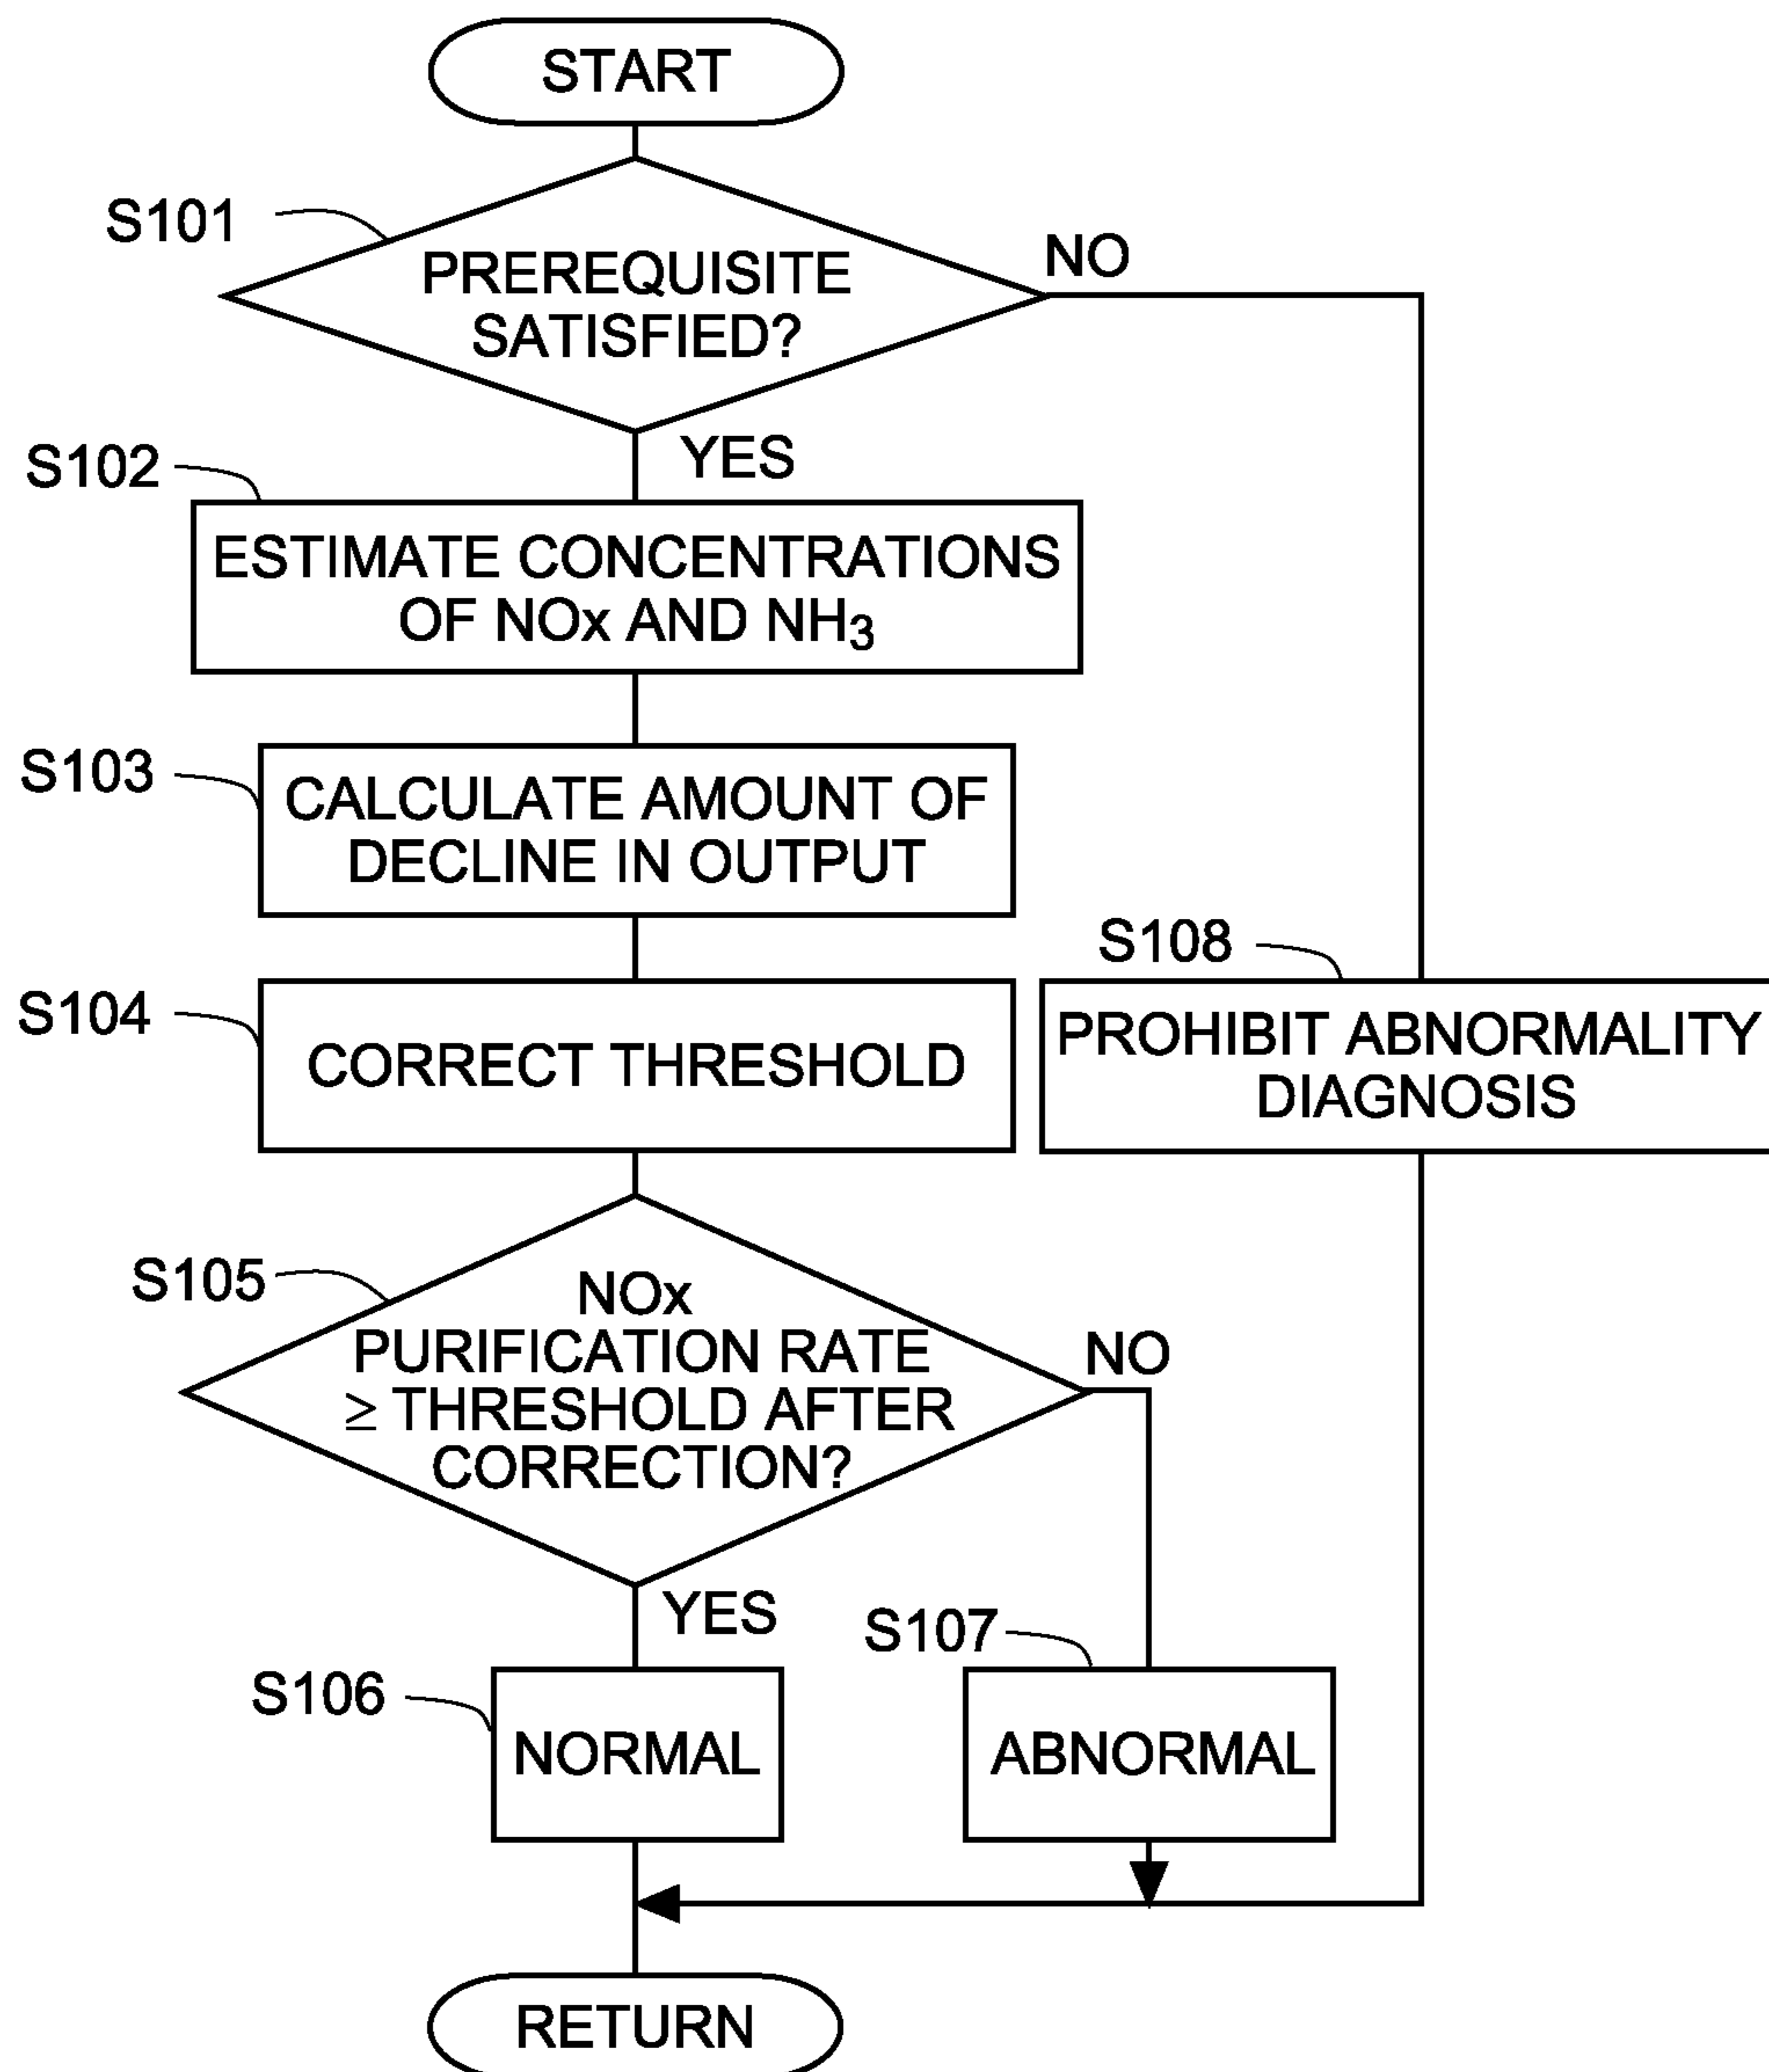 START
S101
PREREQUISITE
SATISFIED?
NO
YES
S102
ESTIMATE CONCENTRATIONS
OF NOx AND NH₃
S103
CALCULATE AMOUNT OF
DECLINE IN OUTPUT
S104
CORRECT THRESHOLD
S108
PROHIBIT ABNORMALITY
DIAGNOSIS
S105
NOx
PURIFICATION RATE
≥ THRESHOLD AFTER
CORRECTION?
NO
YES
S106
NORMAL
S107
ABNORMAL
RETURN